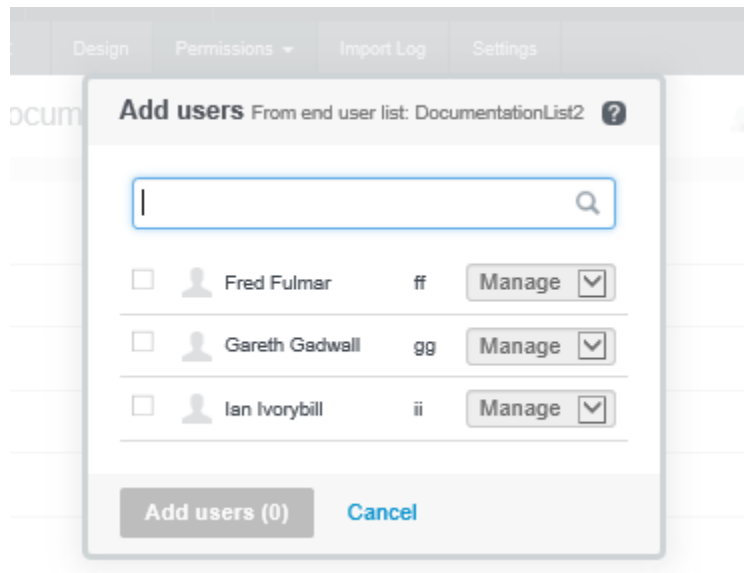 Design Permissions Import Log Settings
ocum
Add users From end user list: DocumentationList2 ?
Fred Fulmar ff Manage
Gareth Gadwall gg Manage
Ian Ivorybill ii Manage
Add users (0) Cancel